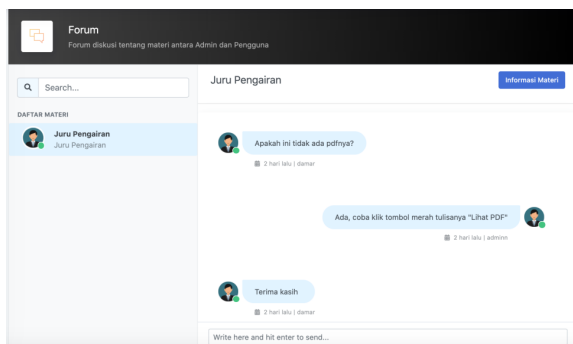 Forum
Forum diskusi tentang materi antara Admin dan Pengguna
Search...
DAFTAR MATERI
Juru Pengairan
Juru Pengairan
Juru Pengairan
Informasi Materi
Apakah ini tidak ada pdfnya?
2 hari lalu | damar
Ada, coba klik tombol merah tulisanya "Lihat PDF"
2 hari lalu | adminn
Terima kasih
2 hari lalu | damar
Write here and hit enter to send...